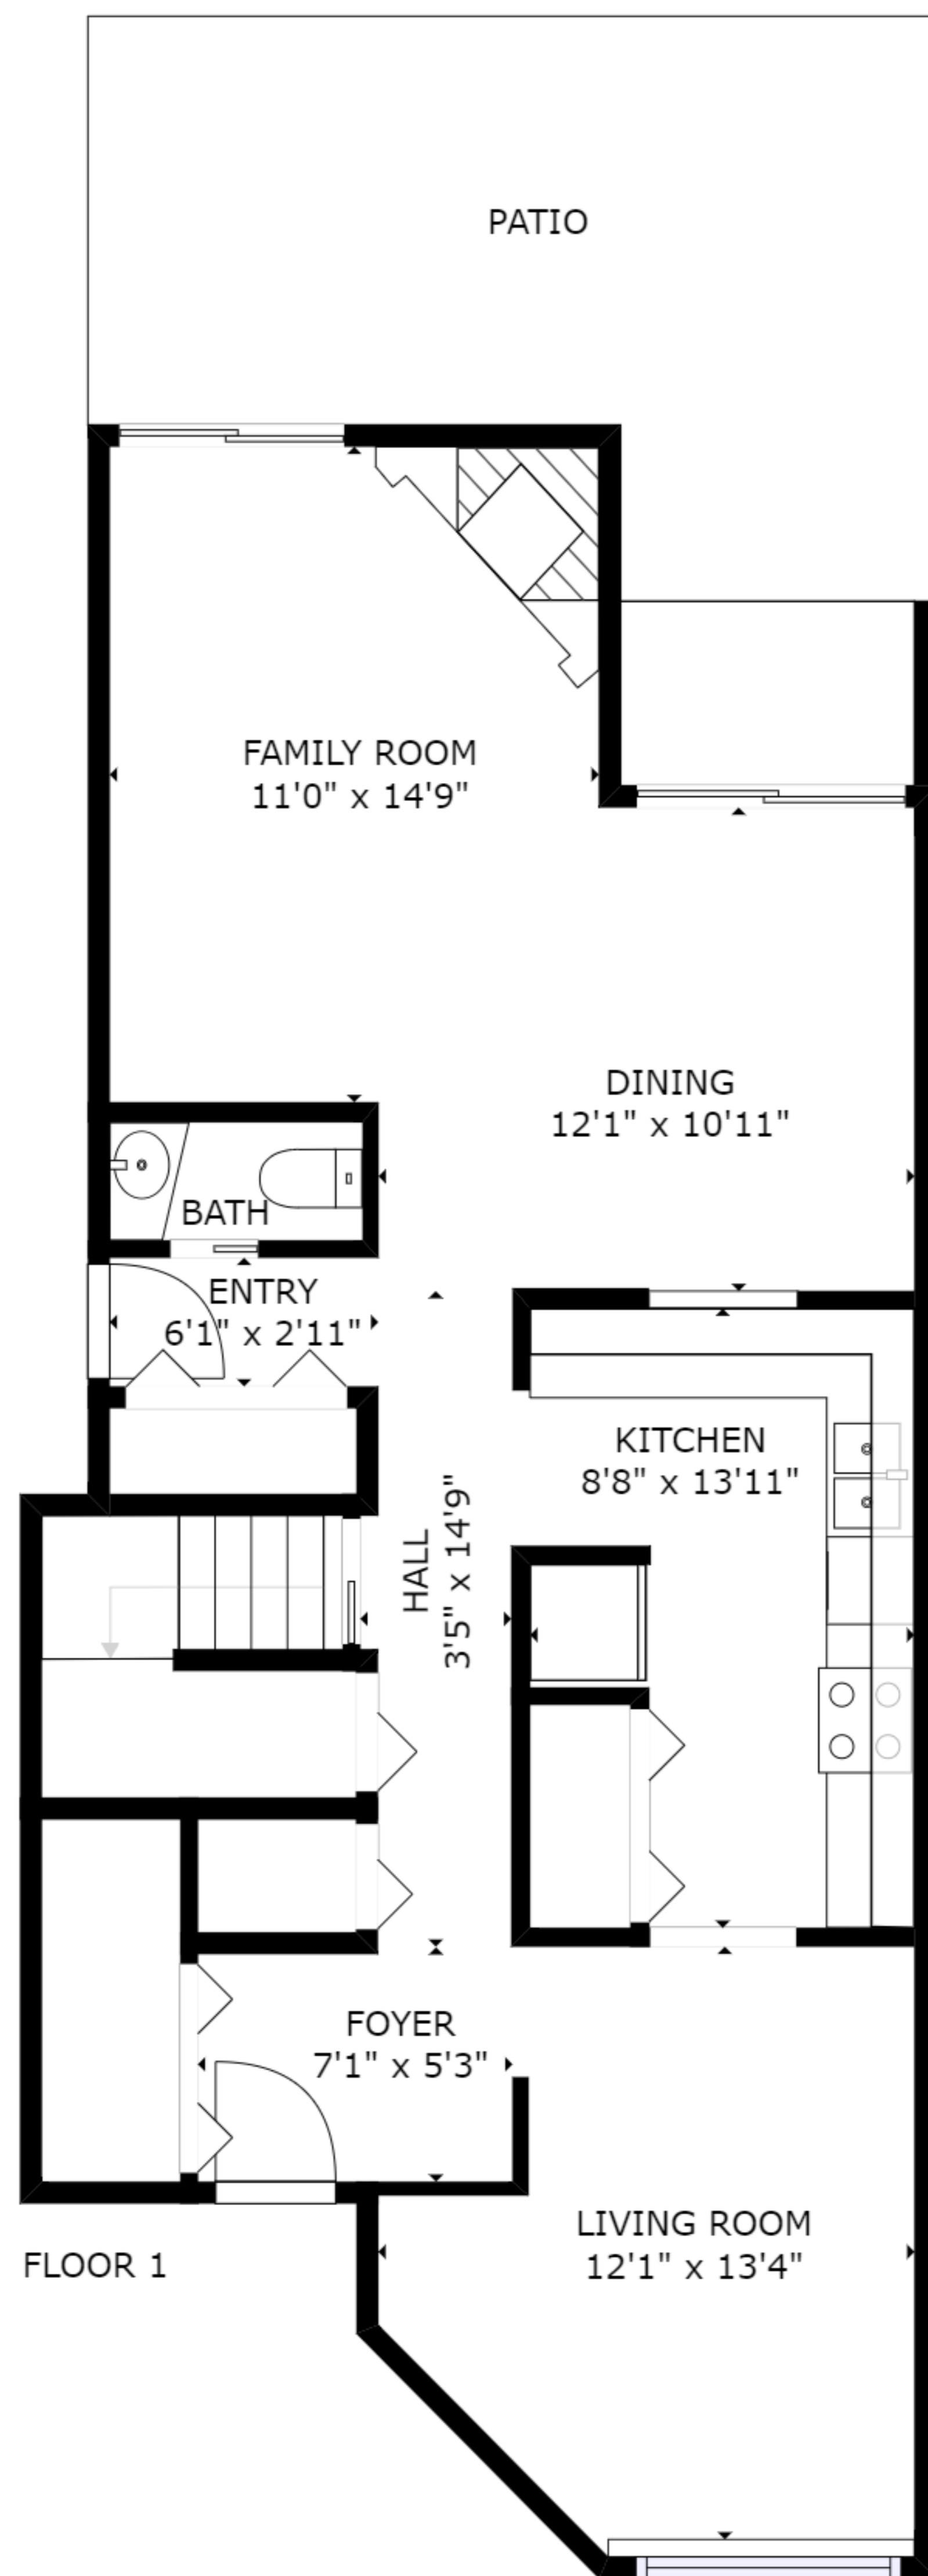 PATIO
FAMILY ROOM
11'0" x 14'9"
DINING
12'1" x 10'11"
BATH
ENTRY
6'1" x 2'11"
KITCHEN
8'8" x 13'11"
HALL
3'5" x 14'9"
FOYER
7'1" x 5'3"
LIVING ROOM
12'1" x 13'4"
FLOOR 1